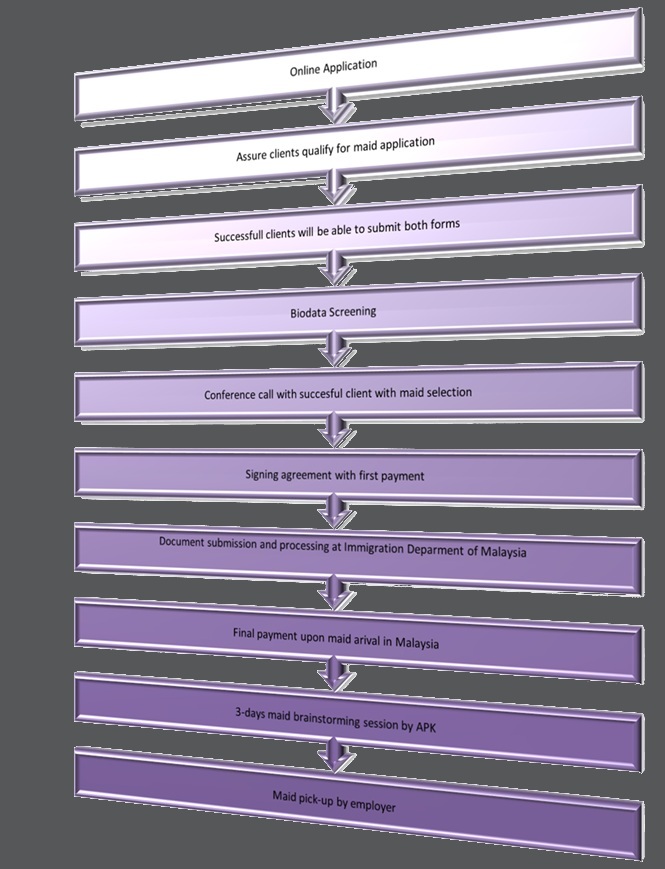 Online Application
Assure clients qualify for maid application
Successfull clients will be able to submit both forms
Biodata Screening
Conference call with succesful client with maid selection
Signing agreement with first payment
Document submission and processing at Immigration Deparment of Malaysia
Final payment upon maid arival in Malaysia
3-days maid brainstorming session by APK
Maid pick-up by employer